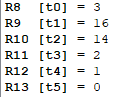 R8  [t0] = 3
R9  [t1] = 16
R10 [t2] = 14
R11 [t3] = 2
R12 [t4] = 1
R13 [t5] = 0